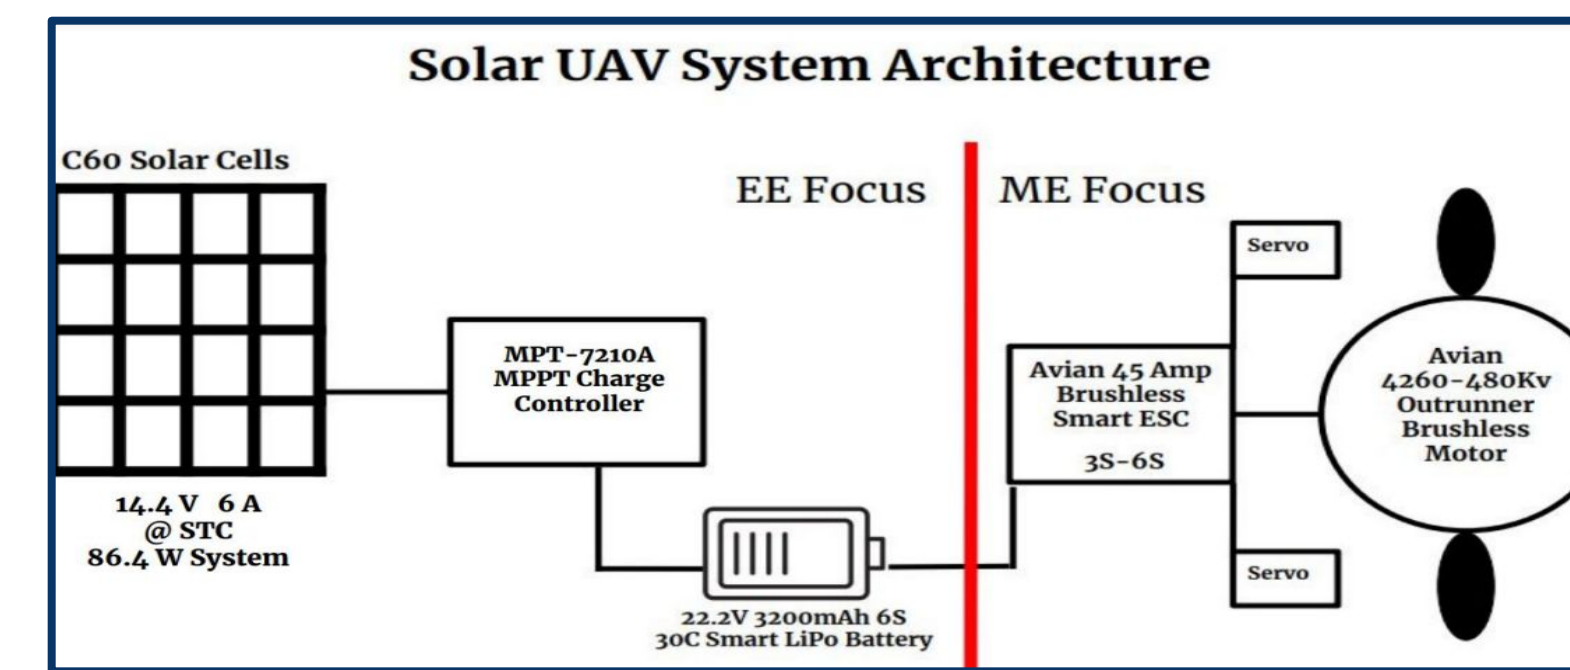 Solar UAV System Architecture
C60 Solar Cells
14.4 V 6 A
@ STC
86.4 W System
MPT-7210A
MPPT Charge
Controller
EE Focus
22.2V 3200mAh 6S
30C Smart LiPo Battery
ME Focus
Avian 45 Amp
Brushless
Smart ESC
3S-6S
Servo
Servo
Avian
4260-480Kv
Outrunner
Brushless
Motor